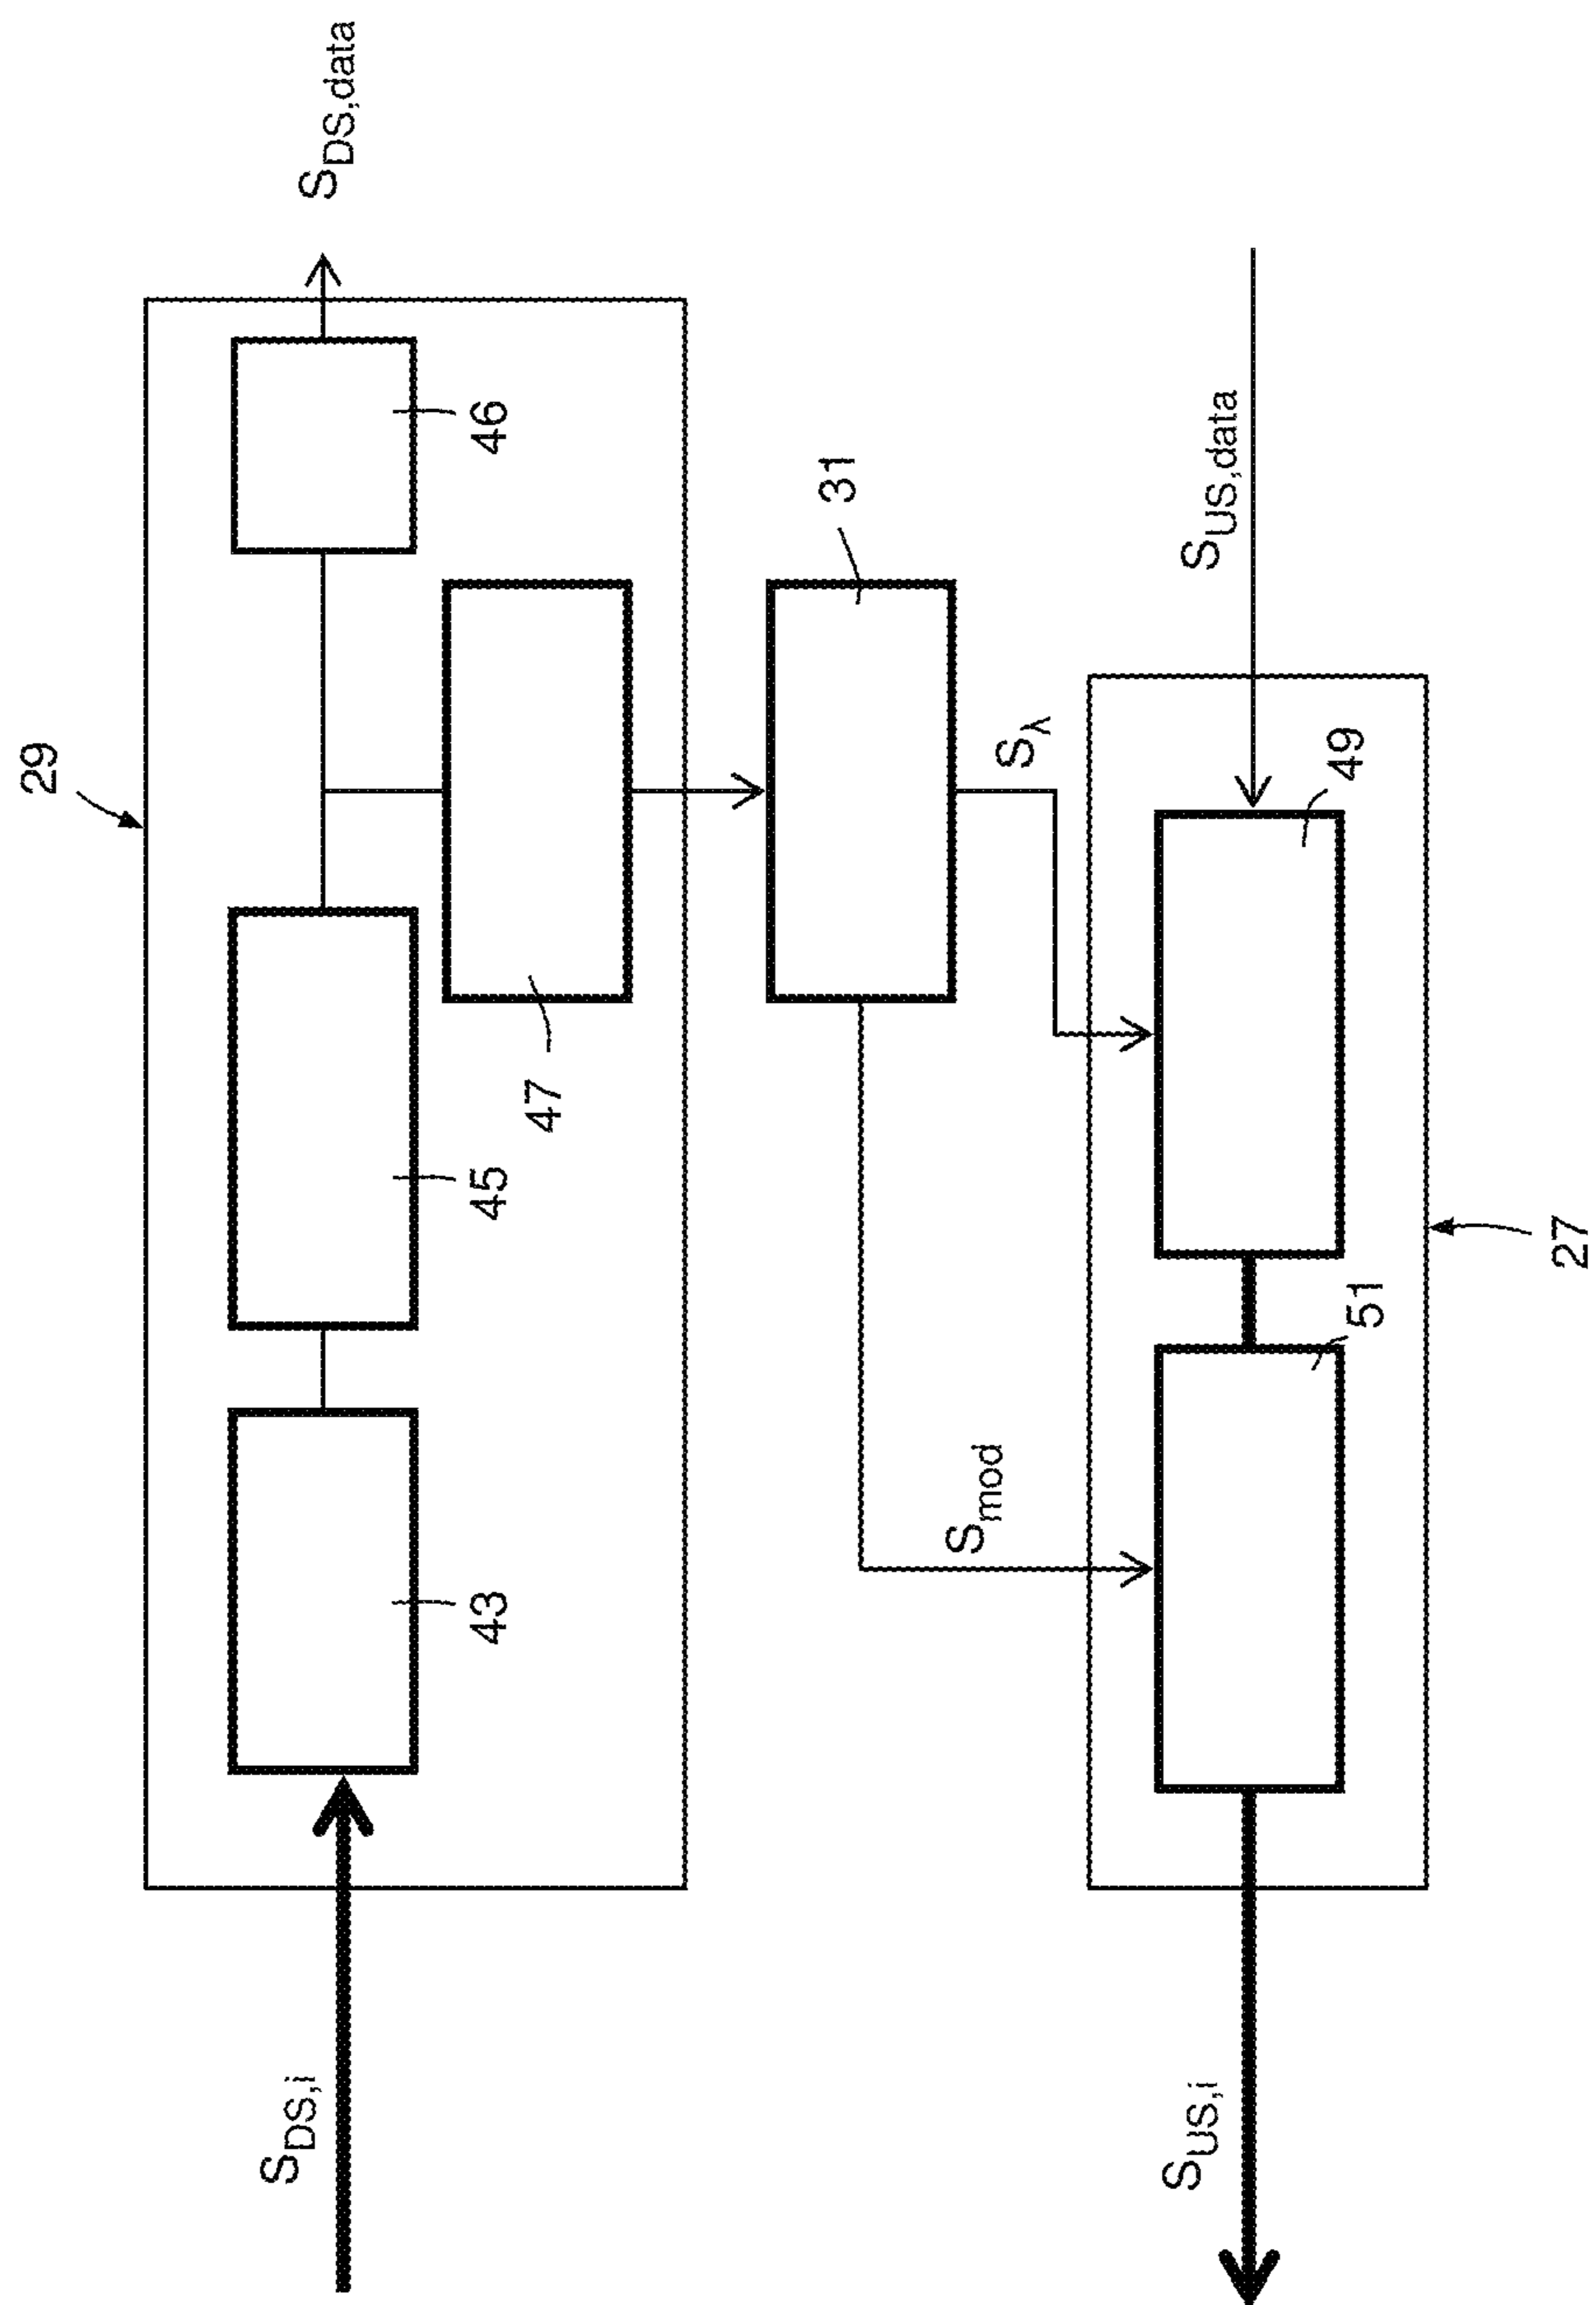 29
S_DS,data
46
45
43
47
S_DS,i
31
S_λ
S_mod
S_US,data
49
51
S_US,i
27